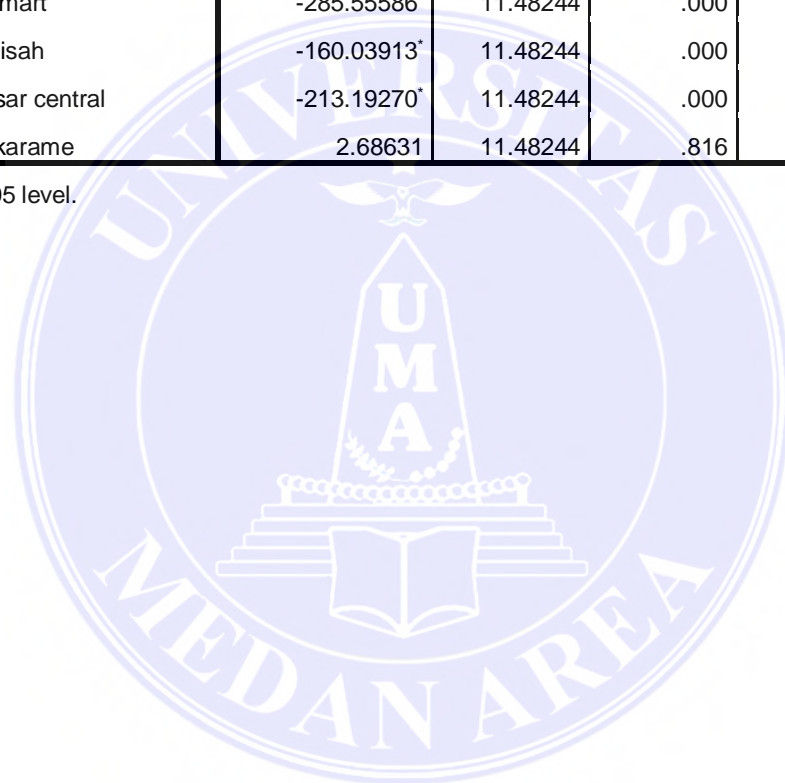 mart -285.55586* 11.48244 .000
isah -160.03913* 11.48244 .000
sar central -213.19270* 11.48244 .000
karame 2.68631 11.48244 .816
05 level.
UNIVERSITAS
UMA
MEDAN AREA